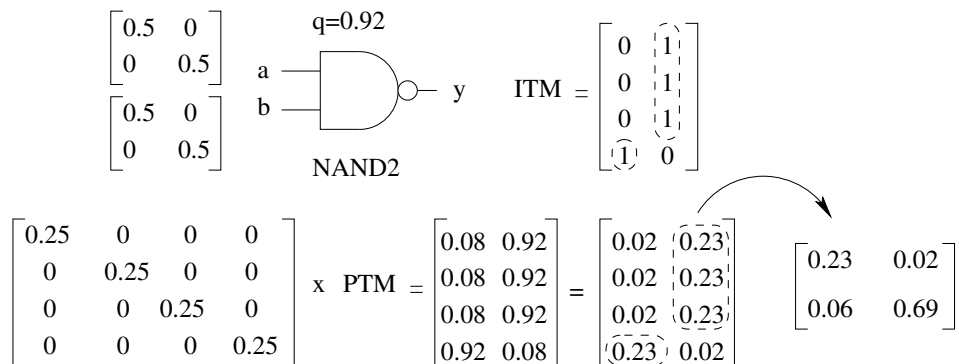 q=0.92
0.5 0
0 0.5
0.5 0
0 0.5
a
b
y
NAND2
ITM =
0 1
0 1
0 1
1 0
0.25 0 0 0
0 0.25 0 0
0 0 0.25 0
0 0 0 0.25
x PTM =
0.08 0.92
0.08 0.92
0.08 0.92
0.92 0.08
=
0.02 0.23
0.02 0.23
0.02 0.23
0.23 0.02
0.23 0.02
0.06 0.69